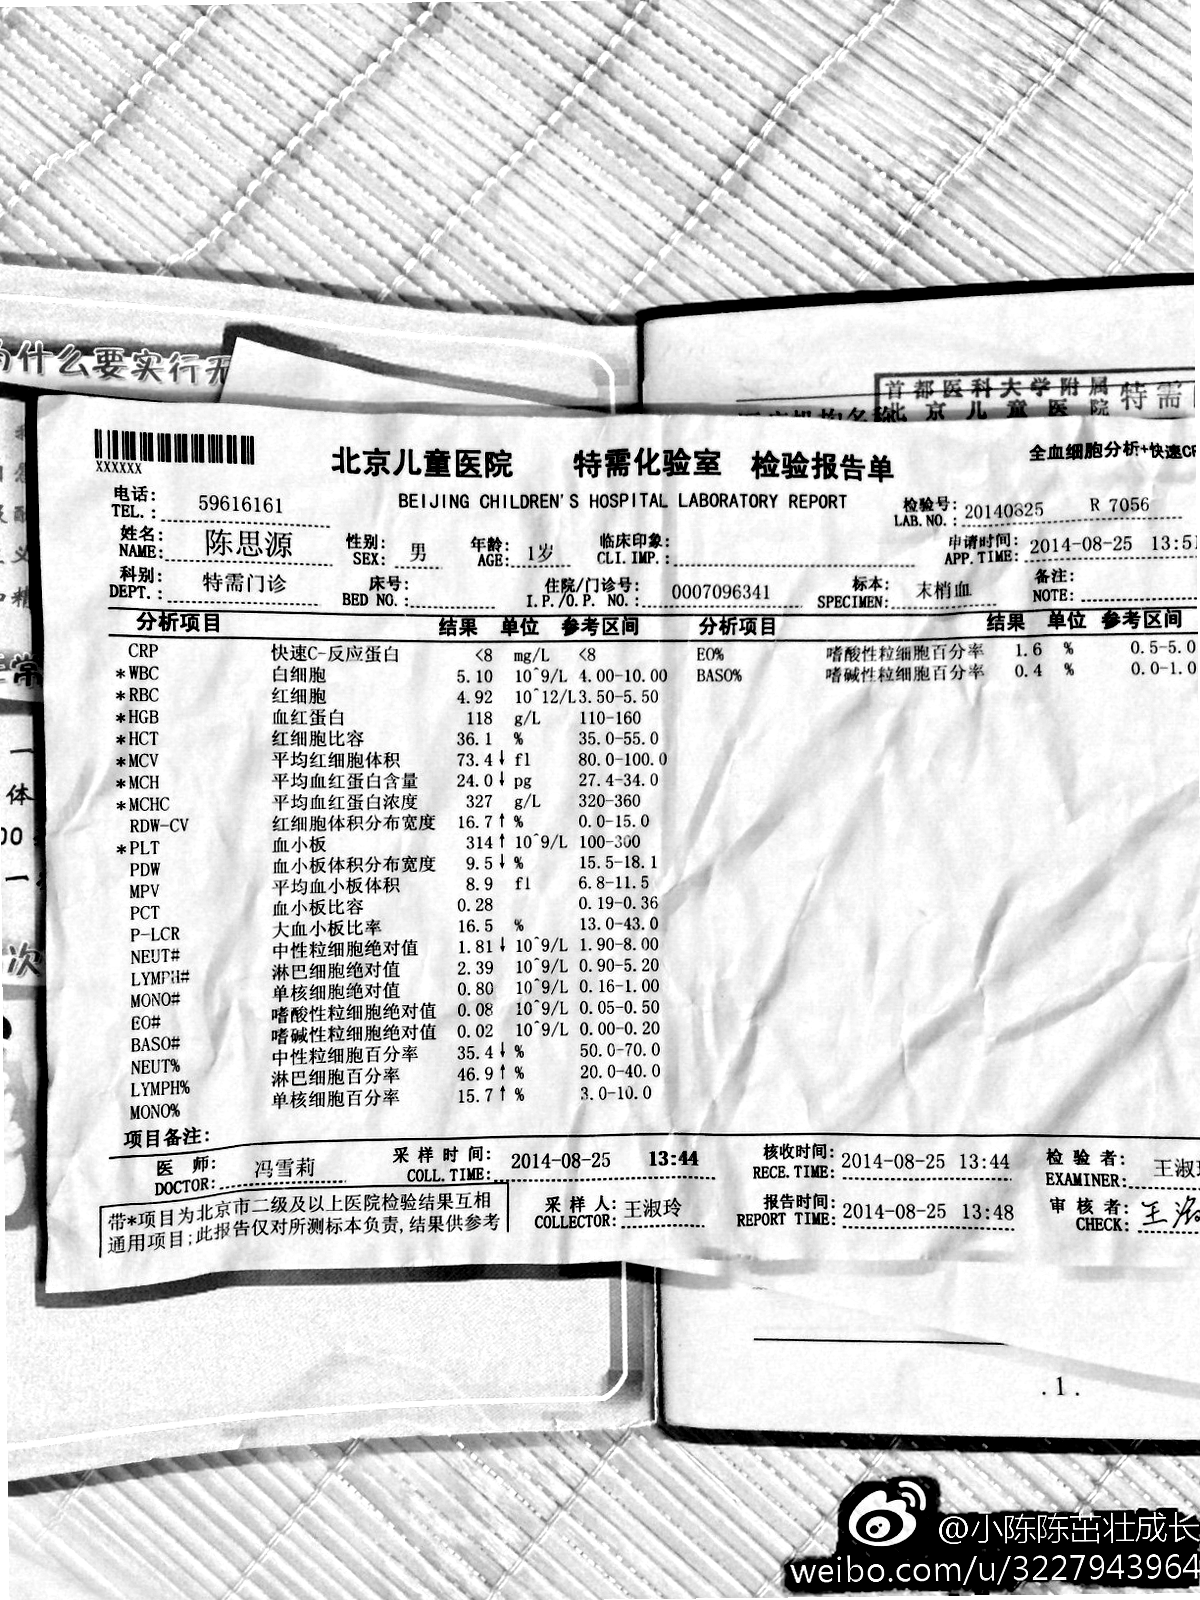 为什么要实行无
首都医科大学附属
北京儿童医院 特需
XXXXXX
北京儿童医院 特需化验室 检验报告单
全血细胞分析+快速CR
BEIJING CHILDREN'S HOSPITAL LABORATORY REPORT
电话: TEL.: 59616161
检验号: LAB.NO.: 20140825 R 7056
姓名: NAME: 陈思源 性别: SEX: 男 年龄: AGE: 1岁 临床印象: CLI.IMP.: 申请时间: APP.TIME: 2014-08-25 13:51
科别: DEPT.: 特需门诊 床号: BED NO.: 住院/门诊号: I.P./O.P. NO.: 0007096341 标本: SPECIMEN: 末梢血 备注: NOTE:
分析项目 结果 单位 参考区间 分析项目 结果 单位 参考区间
CRP 快速C-反应蛋白 <8 mg/L <8 EO% 嗜酸性粒细胞百分率 1.6 % 0.5-5.0
*WBC 白细胞 5.10 10^9/L 4.00-10.00 BASO% 嗜碱性粒细胞百分率 0.4 % 0.0-1.0
*RBC 红细胞 4.92 10^12/L 3.50-5.50
*HGB 血红蛋白 118 g/L 110-160
*HCT 红细胞比容 36.1 % 35.0-55.0
*MCV 平均红细胞体积 73.4↓ fl 80.0-100.0
*MCH 平均血红蛋白含量 24.0↓ pg 27.4-34.0
*MCHC 平均血红蛋白浓度 327 g/L 320-360
RDW-CV 红细胞体积分布宽度 16.7↑ % 0.0-15.0
*PLT 血小板 314↑ 10^9/L 100-300
PDW 血小板体积分布宽度 9.5↓ % 15.5-18.1
MPV 平均血小板体积 8.9 fl 6.8-11.5
PCT 血小板比容 0.28 0.19-0.36
P-LCR 大血小板比率 16.5 % 13.0-43.0
NEUT# 中性粒细胞绝对值 1.81↓ 10^9/L 1.90-8.00
LYMPH# 淋巴细胞绝对值 2.39 10^9/L 0.90-5.20
MONO# 单核细胞绝对值 0.80 10^9/L 0.16-1.00
EO# 嗜酸性粒细胞绝对值 0.08 10^9/L 0.05-0.50
BASO# 嗜碱性粒细胞绝对值 0.02 10^9/L 0.00-0.20
NEUT% 中性粒细胞百分率 35.4↓ % 50.0-70.0
LYMPH% 淋巴细胞百分率 46.9↑ % 20.0-40.0
MONO% 单核细胞百分率 15.7↑ % 3.0-10.0
项目备注:
医师: DOCTOR: 冯雪莉 采样时间: COLL.TIME: 2014-08-25 13:44 核收时间: RECE.TIME: 2014-08-25 13:44 检验者: EXAMINER: 王淑
采样人: COLLECTOR: 王淑玲 报告时间: REPORT TIME: 2014-08-25 13:48 审核者: CHECK:
带*项目为北京市二级及以上医院检验结果互相
通用项目;此报告仅对所测标本负责,结果供参考
.1.
@小陈陈茁壮成长
weibo.com/u/3227943964